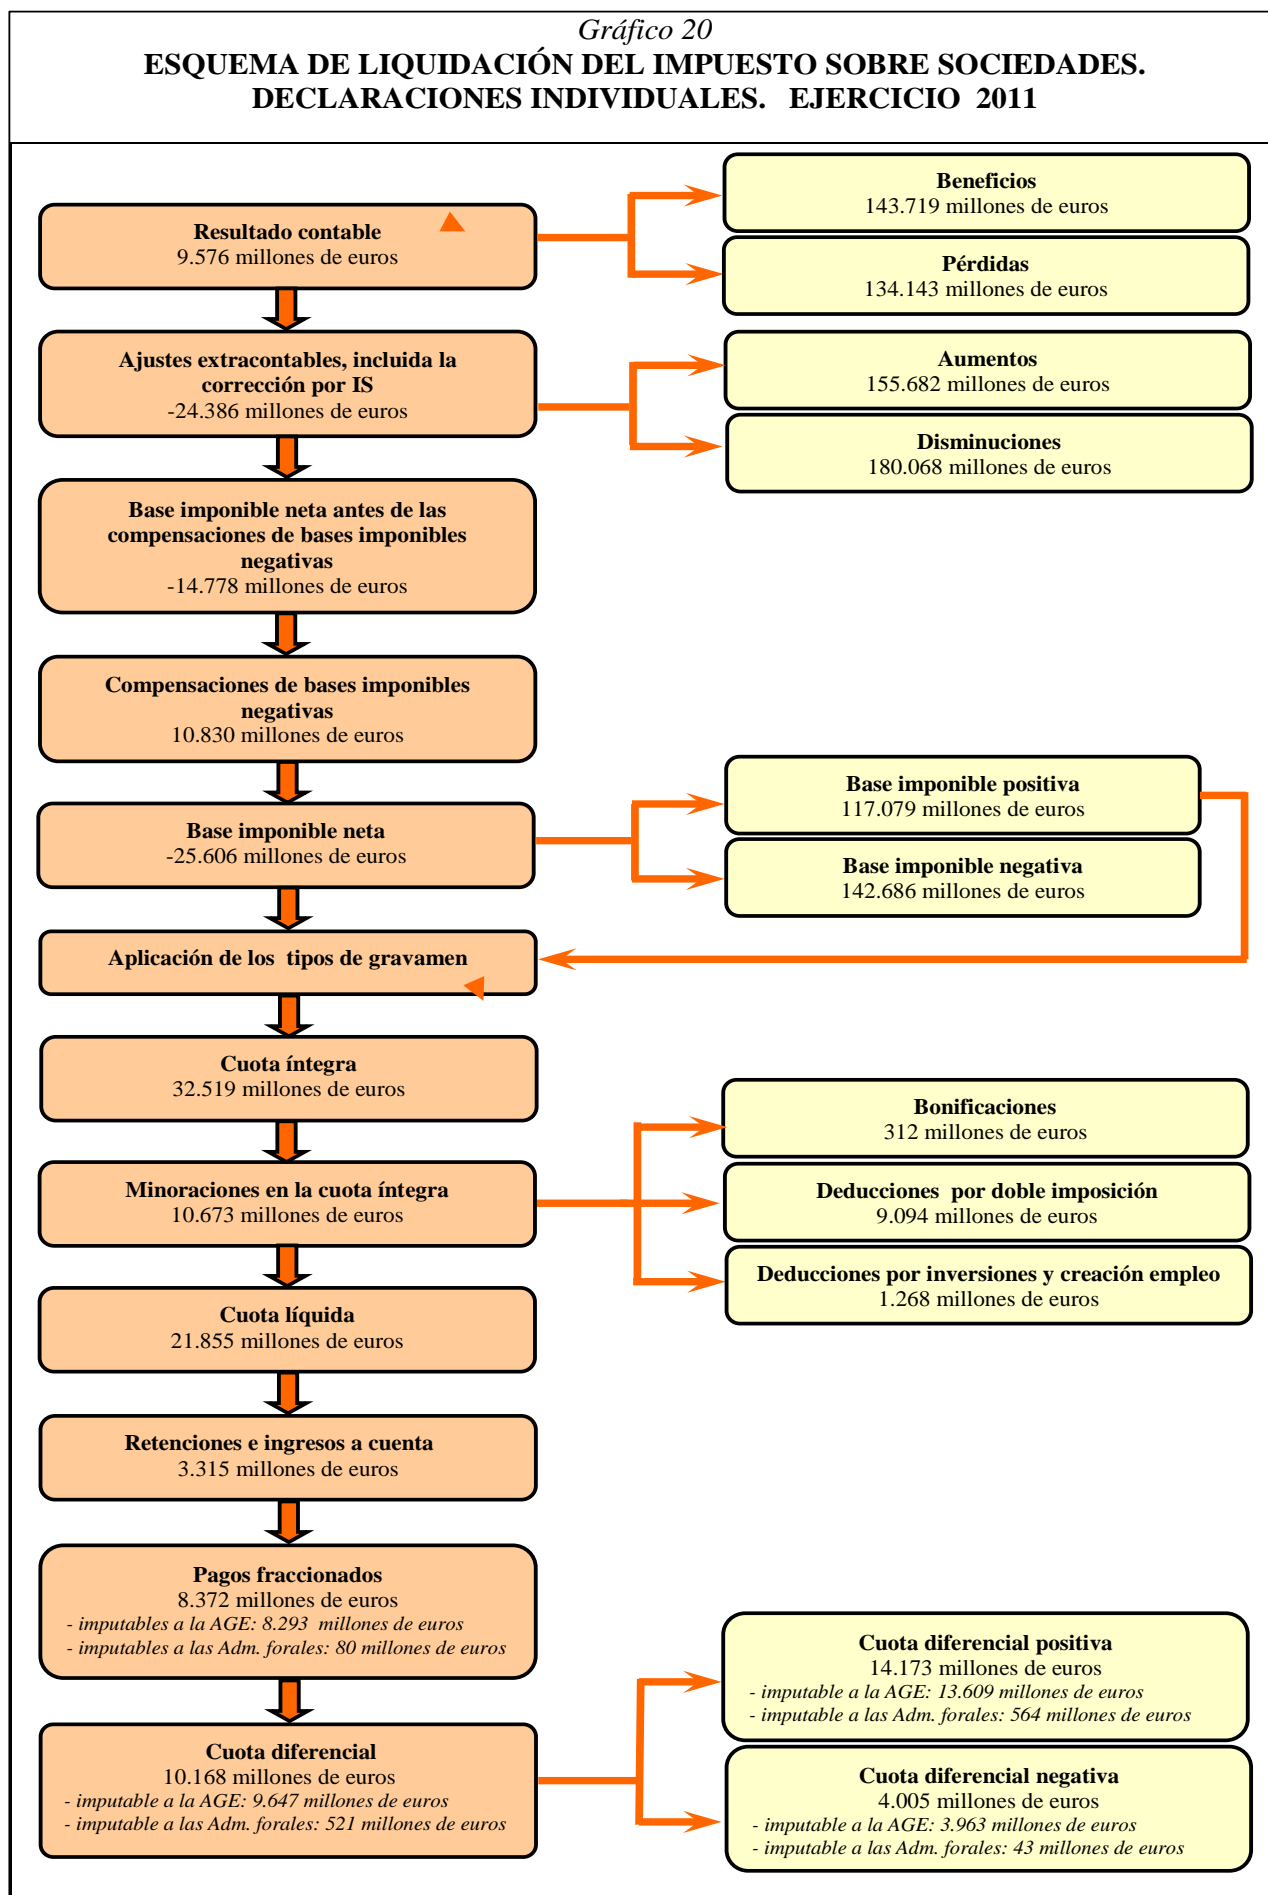 Gráfico 20
ESQUEMA DE LIQUIDACIÓN DEL IMPUESTO SOBRE SOCIEDADES.
DECLARACIONES INDIVIDUALES. EJERCICIO 2011
Resultado contable
9.576 millones de euros
Beneficios
143.719 millones de euros
Pérdidas
134.143 millones de euros
Ajustes extracontables, incluida la
corrección por IS
-24.386 millones de euros
Aumentos
155.682 millones de euros
Disminuciones
180.068 millones de euros
Base imponible neta antes de las
compensaciones de bases imponibles
negativas
-14.778 millones de euros
Compensaciones de bases imponibles
negativas
10.830 millones de euros
Base imponible neta
-25.606 millones de euros
Base imponible positiva
117.079 millones de euros
Base imponible negativa
142.686 millones de euros
Aplicación de los tipos de gravamen
Cuota íntegra
32.519 millones de euros
Minoraciones en la cuota íntegra
10.673 millones de euros
Bonificaciones
312 millones de euros
Deducciones por doble imposición
9.094 millones de euros
Deducciones por inversiones y creación empleo
1.268 millones de euros
Cuota líquida
21.855 millones de euros
Retenciones e ingresos a cuenta
3.315 millones de euros
Pagos fraccionados
8.372 millones de euros
- imputables a la AGE: 8.293 millones de euros
- imputables a las Adm. forales: 80 millones de euros
Cuota diferencial
10.168 millones de euros
- imputable a la AGE: 9.647 millones de euros
- imputable a las Adm. forales: 521 millones de euros
Cuota diferencial positiva
14.173 millones de euros
- imputable a la AGE: 13.609 millones de euros
- imputable a las Adm. forales: 564 millones de euros
Cuota diferencial negativa
4.005 millones de euros
- imputable a la AGE: 3.963 millones de euros
- imputable a las Adm. forales: 43 millones de euros